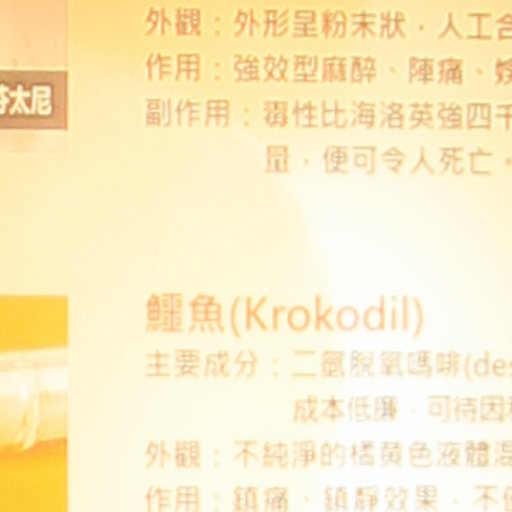 外觀：外形呈粉末狀，人工
作用：強效型麻醉、陣痛、
芬太尼
副作用：毒性比海洛英強四千
量，便可令人死亡。
鱷魚(Krokodil)
主要成分：二氫脫氧嗎啡(des
成本低廉，可待因
外觀：不純淨的橘黃色液體
作用：鎮痛、鎮靜效果，不